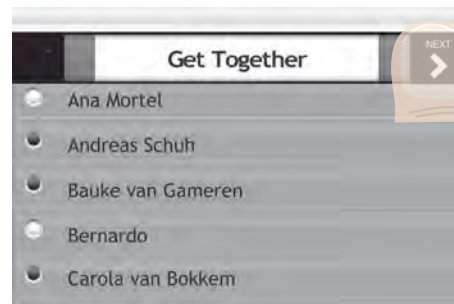 Get Together
NEXT
Ana Mortel
Andreas Schuh
Bauke van Gameren
Bernardo
Carola van Bokkem